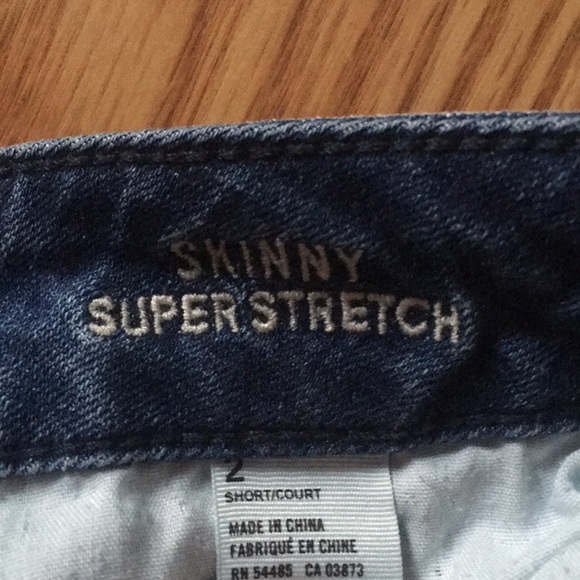 SKINNY
SUPER STRETCH
2
SHORT/COURT
MADE IN CHINA
FABRIQUÉ EN CHINE
RN 54485 CA 03873